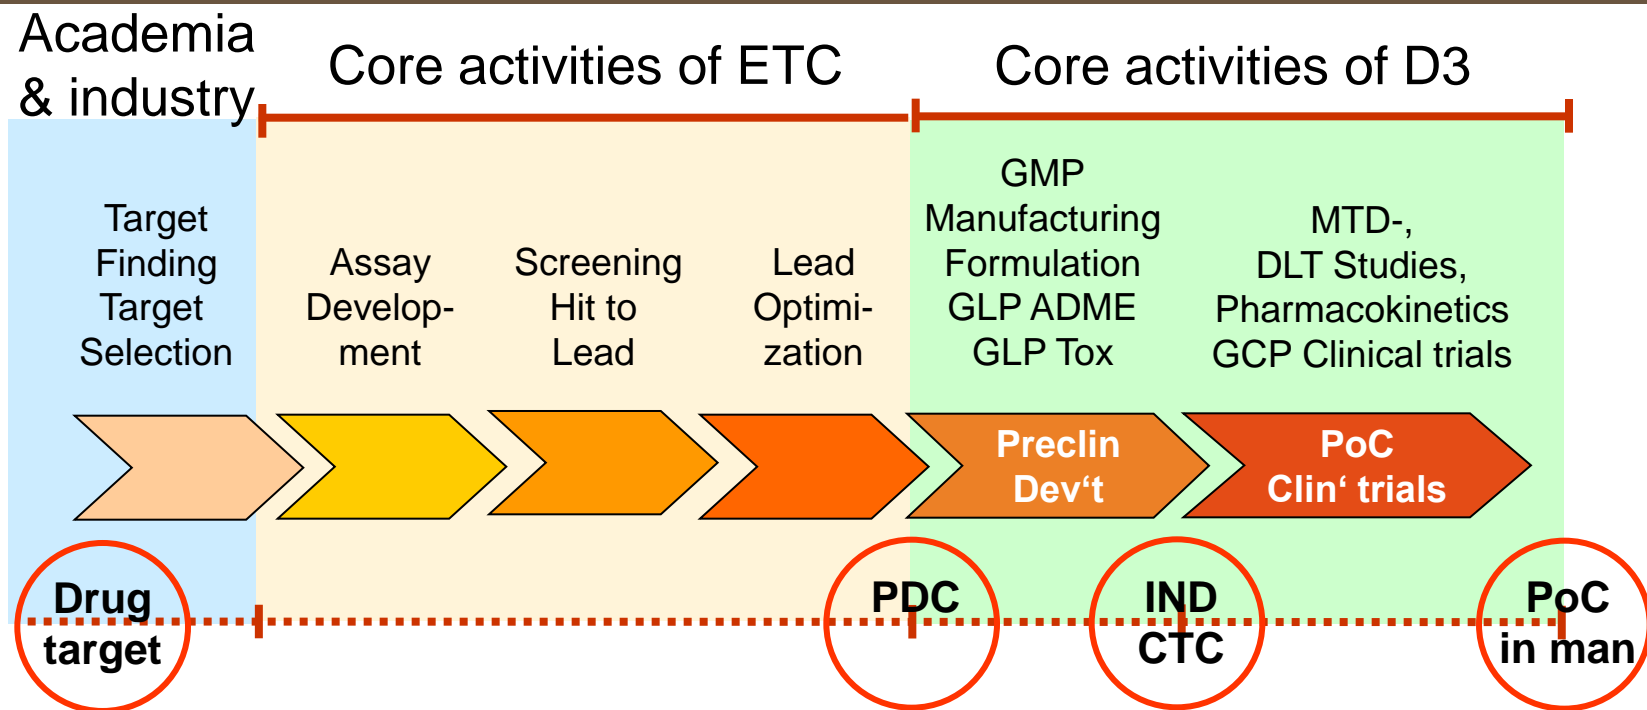 Academia
& industry
Core activities of ETC
Core activities of D3
Target
Finding
Target
Selection
Assay
Develop-
ment
Screening
Hit to
Lead
Lead
Optimi-
zation
GMP
Manufacturing
Formulation
GLP ADME
GLP Tox
MTD-,
DLT Studies,
Pharmacokinetics
GCP Clinical trials
Preclin
Dev‘t
PoC
Clin‘ trials
Drug
target
PDC
IND
CTC
PoC
in man